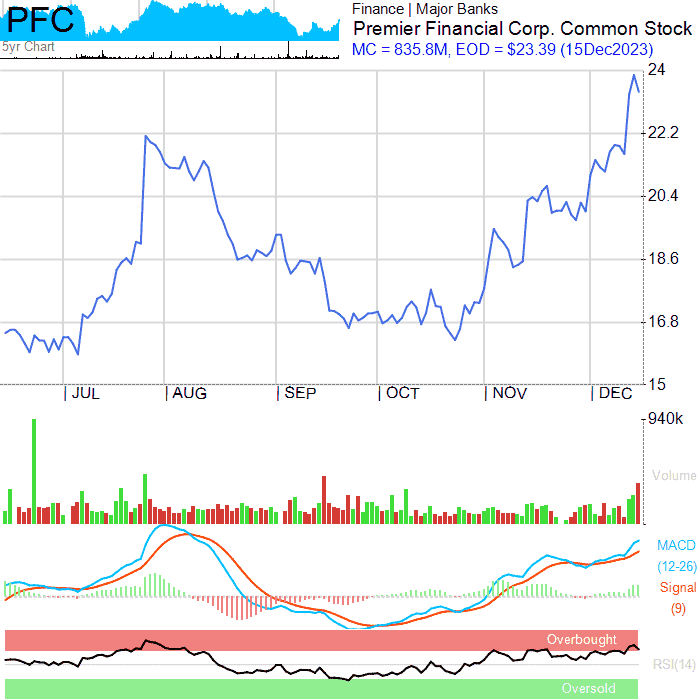 PFC
5yr Chart
Finance | Major Banks
Premier Financial Corp. Common Stock
MC = 835.8M, EOD = $23.39 (15Dec2023)
24
22.2
20.4
18.6
16.8
15
| JUL | AUG | SEP | OCT | NOV | DEC
940k
Volume
MACD
(12-26)
Signal
(9)
Overbought
RSI(14)
Oversold